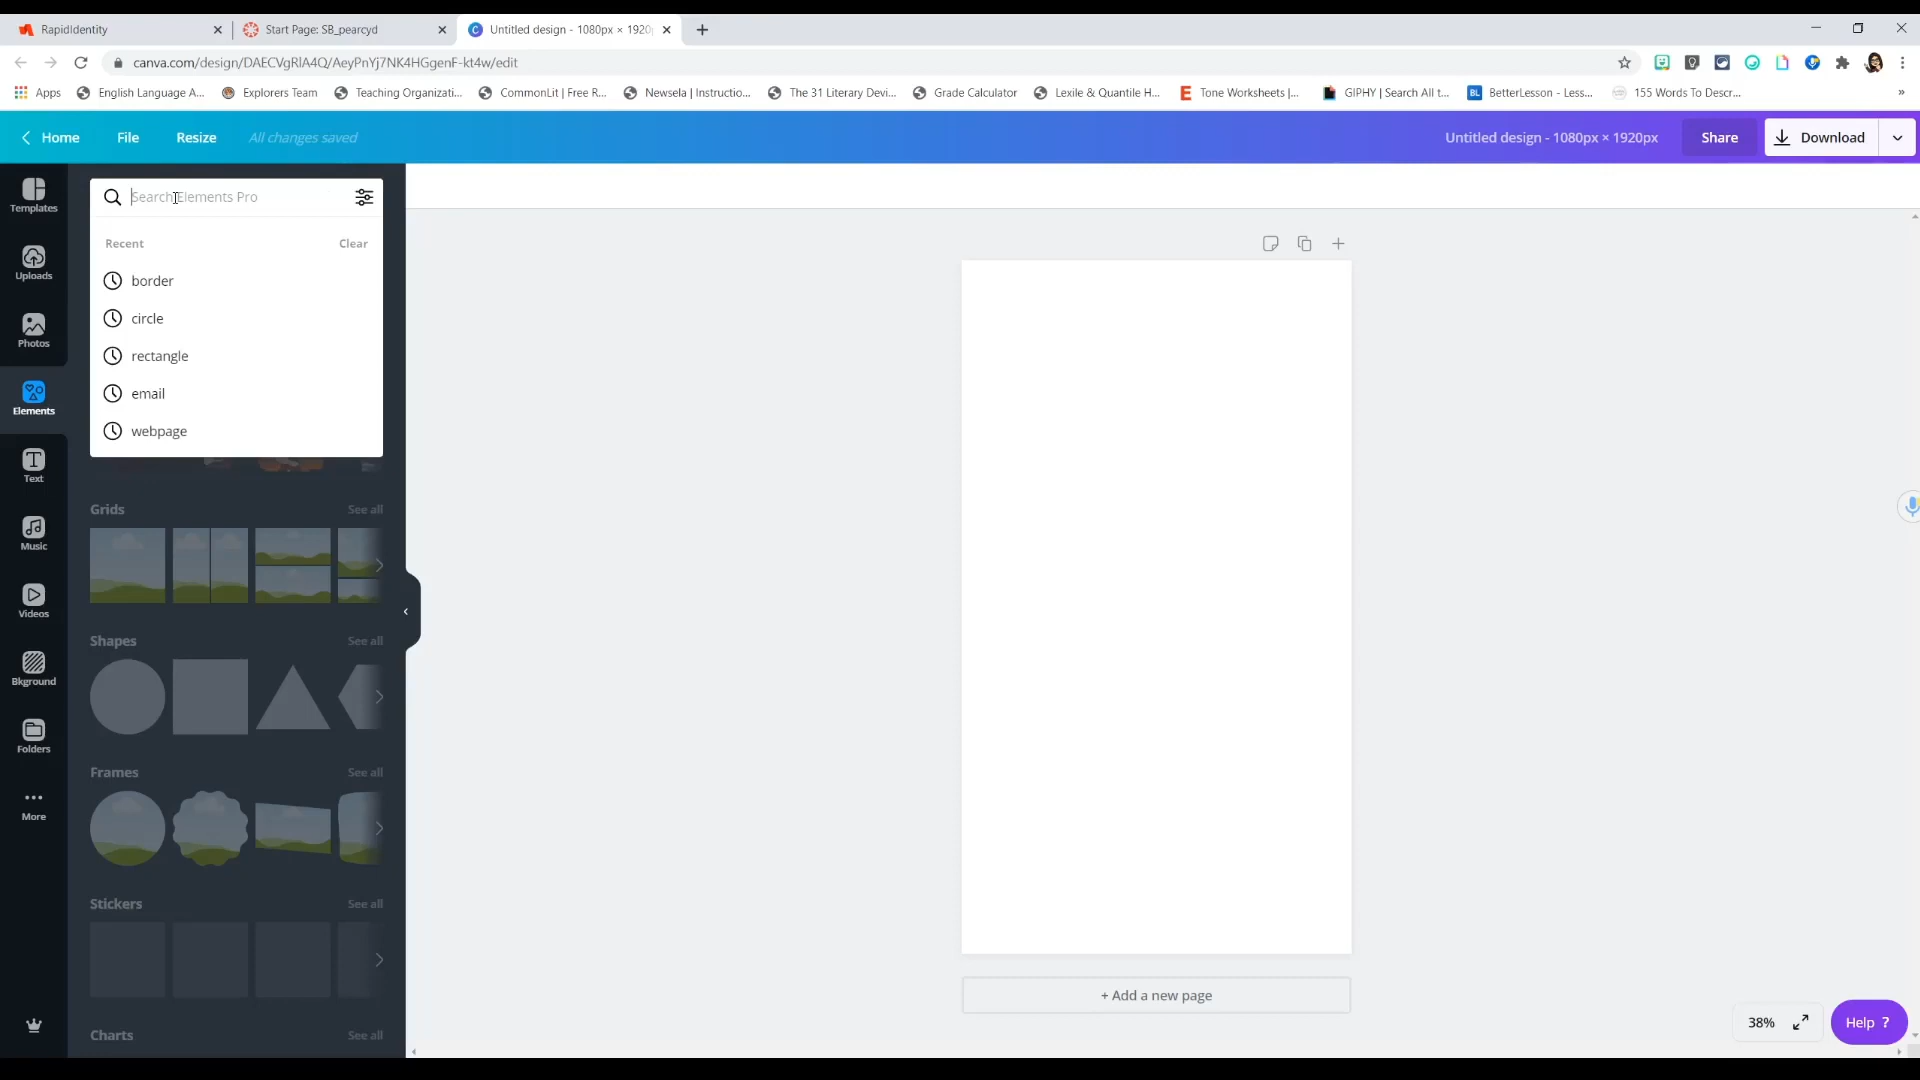 RapidIdentity
Start Page: SB_pearcyd
Untitled design - 1080px × 1920p
canva.com/design/DAECVgRlA4Q/AeyPnYj7NK4HGgenF-kt4w/edit
Apps
English Language A...
Explorers Team
Teaching Organizati...
CommonLit | Free R...
Newsela | Instructio...
The 31 Literary Devi...
Grade Calculator
Lexile & Quantile H...
E Tone Worksheets |...
GIPHY | Search All t...
BL BetterLesson - Less...
155 Words To Descr...
»
Home
File
Resize
All changes saved
Untitled design - 1080px × 1920px
Share
Download
Templates
Uploads
Photos
Elements
Text
Music
Videos
Bkground
Folders
More
Search Elements Pro
Recent
Clear
border
circle
rectangle
email
webpage
Grids
See all
Shapes
See all
Frames
See all
Stickers
See all
Charts
See all
+ Add a new page
38%
Help ?